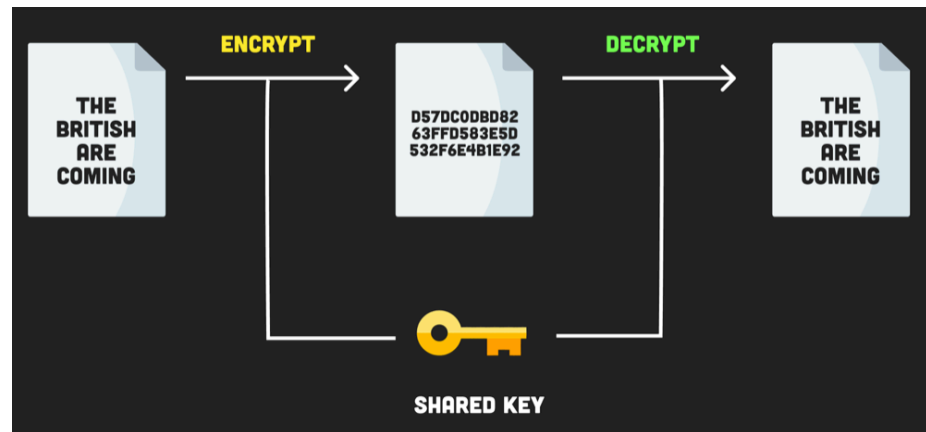 ENCRYPT
DECRYPT
THE
BRITISH
ARE
COMING
D57DC0DBD82
63FFD583E5D
532F6E4B1E92
THE
BRITISH
ARE
COMING
SHARED KEY